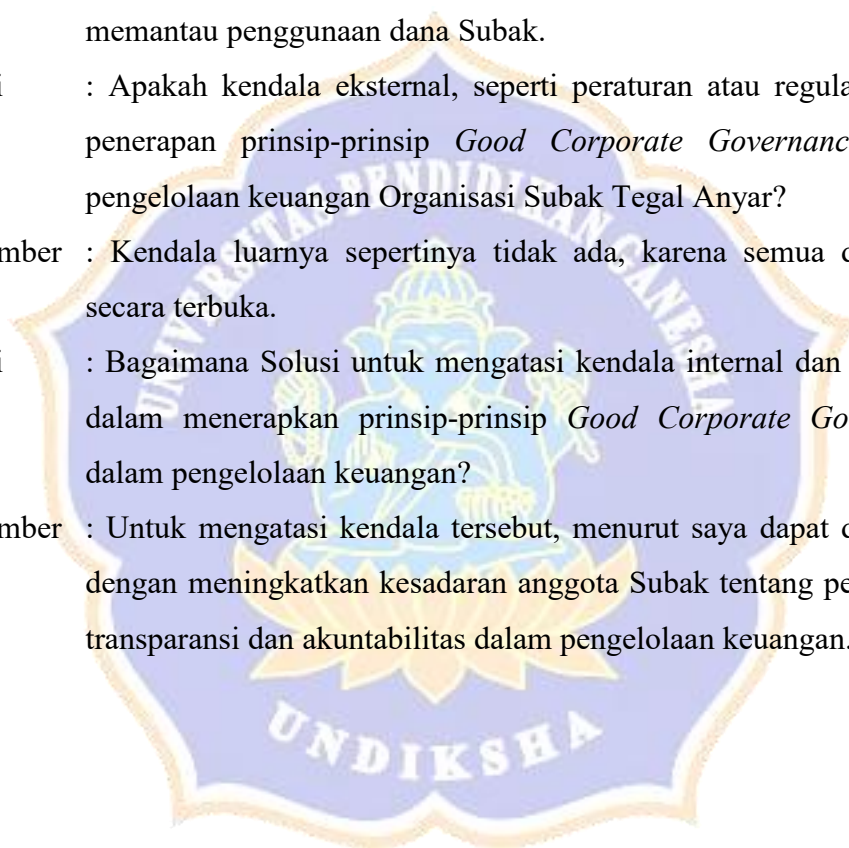 memantau penggunaan dana Subak.
i : Apakah kendala eksternal, seperti peraturan atau regula
penerapan prinsip-prinsip Good Corporate Governanc
pengelolaan keuangan Organisasi Subak Tegal Anyar?
mber : Kendala luarnya sepertinya tidak ada, karena semua d
secara terbuka.
i : Bagaimana Solusi untuk mengatasi kendala internal dan
dalam menerapkan prinsip-prinsip Good Corporate Go
dalam pengelolaan keuangan?
mber : Untuk mengatasi kendala tersebut, menurut saya dapat d
dengan meningkatkan kesadaran anggota Subak tentang pe
transparansi dan akuntabilitas dalam pengelolaan keuangan.
UNIVERSITAS PENDIDIKAN GANESHA
UNDIKSHA